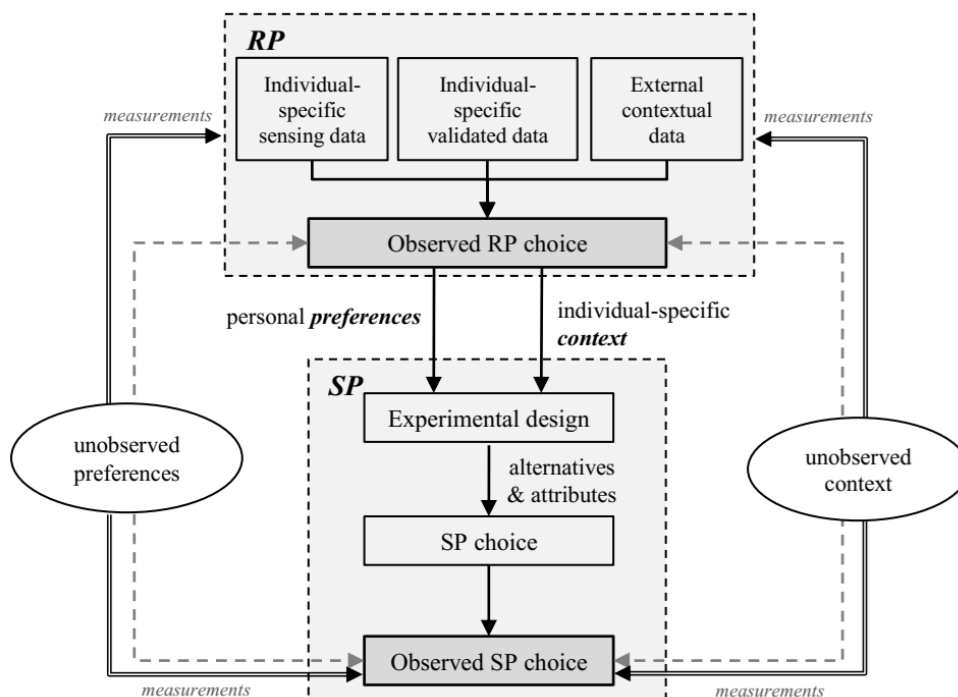 RP
Individual-
specific
sensing data
Individual-
specific
validated data
External
contextual
data
measurements
measurements
Observed RP choice
personal preferences
individual-specific
context
SP
Experimental design
alternatives
& attributes
unobserved
preferences
unobserved
context
SP choice
Observed SP choice
measurements
measurements